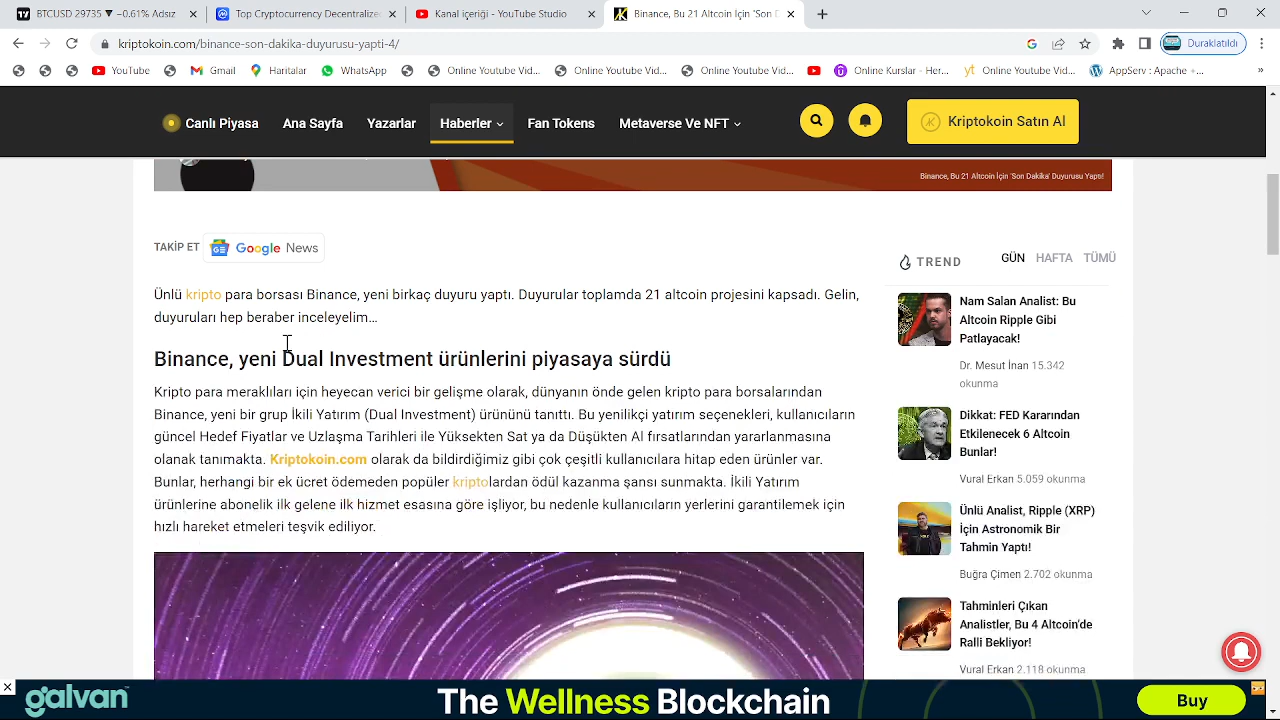 BTCUSD 29735 ▼ −0.61% Adsız
Top Cryptocurrency Derivatives E
Kanal içeriği - YouTube Studio
Binance, Bu 21 Altcoin İçin 'Son D
kriptokoin.com/binance-son-dakika-duyurusu-yapti-4/
Duraklatıldı
YouTube
Gmail
Haritalar
WhatsApp
Online Youtube Vid...
Online Youtube Vid...
Online Youtube Vid...
Online Kurslar - Her...
Online Youtube Vid...
AppServ : Apache +...
Canlı Piyasa
Ana Sayfa
Yazarlar
Haberler
Fan Tokens
Metaverse Ve NFT
Kriptokoin Satın Al
Binance, Bu 21 Altcoin İçin 'Son Dakika' Duyurusu Yaptı!
TAKİP ET Google News
Ünlü kripto para borsası Binance, yeni birkaç duyuru yaptı. Duyurular toplamda 21 altcoin projesini kapsadı. Gelin,
duyuruları hep beraber inceleyelim...
Binance, yeni Dual Investment ürünlerini piyasaya sürdü
Kripto para meraklıları için heyecan verici bir gelişme olarak, dünyanın önde gelen kripto para borsalarından
Binance, yeni bir grup İkili Yatırım (Dual Investment) ürününü tanıttı. Bu yenilikçi yatırım seçenekleri, kullanıcıların
güncel Hedef Fiyatlar ve Uzlaşma Tarihleri ile Yüksekten Sat ya da Düşükten Al fırsatlarından yararlanmasına
olanak tanımakta. Kriptokoin.com olarak da bildirdiğimiz gibi çok çeşitli kullanıcılara hitap eden ürünler var.
Bunlar, herhangi bir ek ücret ödemeden popüler kriptolardan ödül kazanma şansı sunmakta. İkili Yatırım
ürünlerine abonelik ilk gelene ilk hizmet esasına göre işliyor, bu nedenle kullanıcıların yerlerini garantilemek için
hızlı hareket etmeleri teşvik ediliyor.
TREND
GÜN HAFTA TÜMÜ
Nam Salan Analist: Bu
Altcoin Ripple Gibi
Patlayacak!
Dr. Mesut İnan 15.342
okunma
Dikkat: FED Kararından
Etkilenecek 6 Altcoin
Bunlar!
Vural Erkan 5.059 okunma
Ünlü Analist, Ripple (XRP)
İçin Astronomik Bir
Tahmin Yaptı!
Buğra Çimen 2.702 okunma
Tahminleri Çıkan
Analistler, Bu 4 Altcoin'de
Ralli Bekliyor!
Vural Erkan 2.118 okunma
galvan
The Wellness Blockchain
Buy